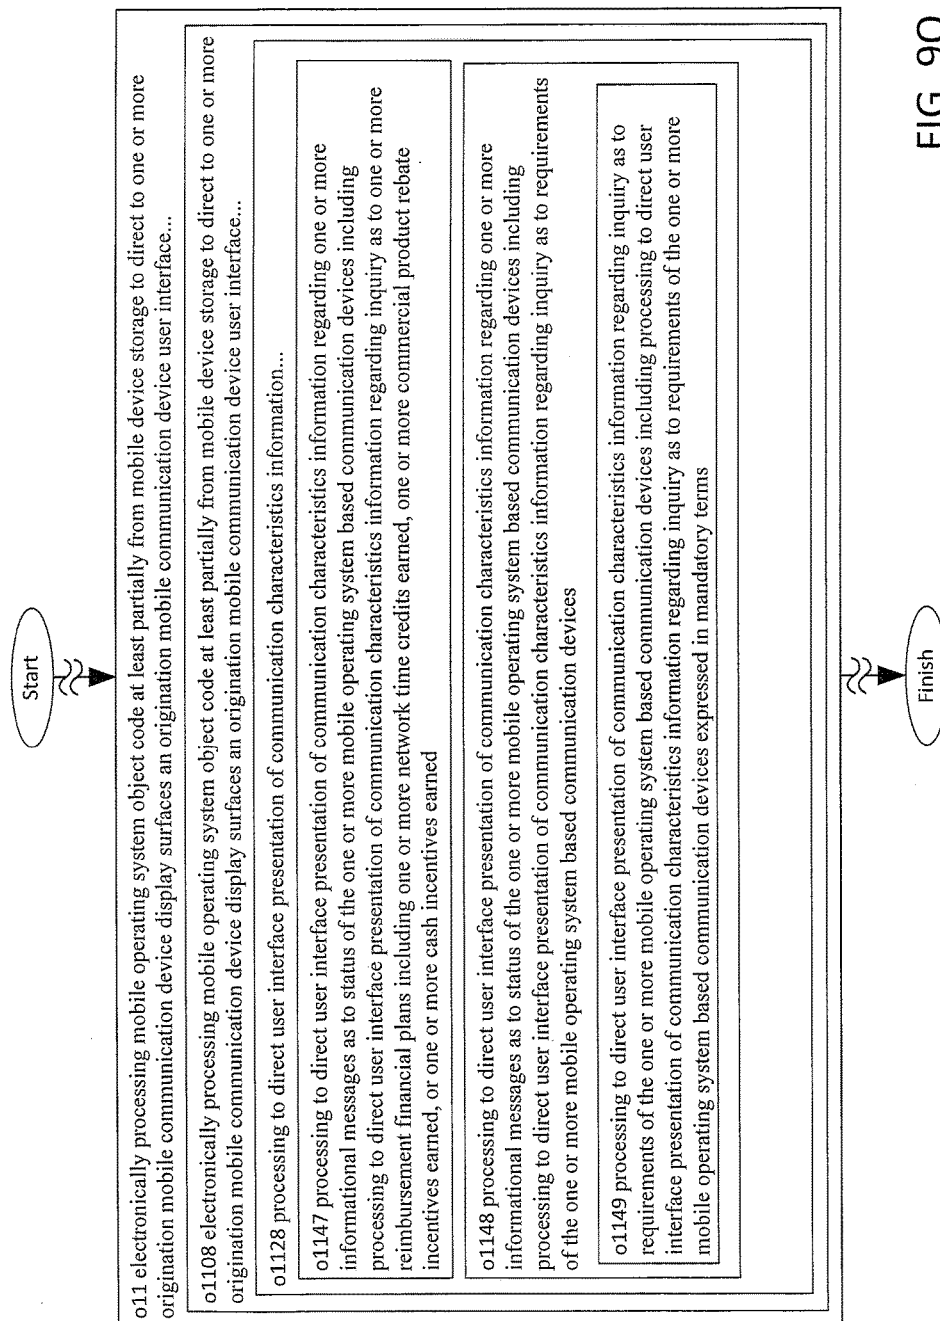 Start
o11 electronically processing mobile operating system object code at least partially from mobile device storage to direct to one or more
origination mobile communication device display surfaces an origination mobile communication device user interface...
o1108 electronically processing mobile operating system object code at least partially from mobile device storage to direct to one or more
origination mobile communication device display surfaces an origination mobile communication device user interface...
o1128 processing to direct user interface presentation of communication characteristics information...
o1147 processing to direct user interface presentation of communication characteristics information regarding one or more
informational messages as to status of the one or more mobile operating system based communication devices including
processing to direct user interface presentation of communication characteristics information regarding inquiry as to one or more
reimbursement financial plans including one or more network time credits earned, one or more commercial product rebate
incentives earned, or one or more cash incentives earned
o1148 processing to direct user interface presentation of communication characteristics information regarding one or more
informational messages as to status of the one or more mobile operating system based communication devices including
processing to direct user interface presentation of communication characteristics information regarding inquiry as to requirements
of the one or more mobile operating system based communication devices
o1149 processing to direct user interface presentation of communication characteristics information regarding inquiry as to
requirements of the one or more mobile operating system based communication devices including processing to direct user
interface presentation of communication characteristics information regarding inquiry as to requirements of the one or more
mobile operating system based communication devices expressed in mandatory terms
Finish
FIG. 90